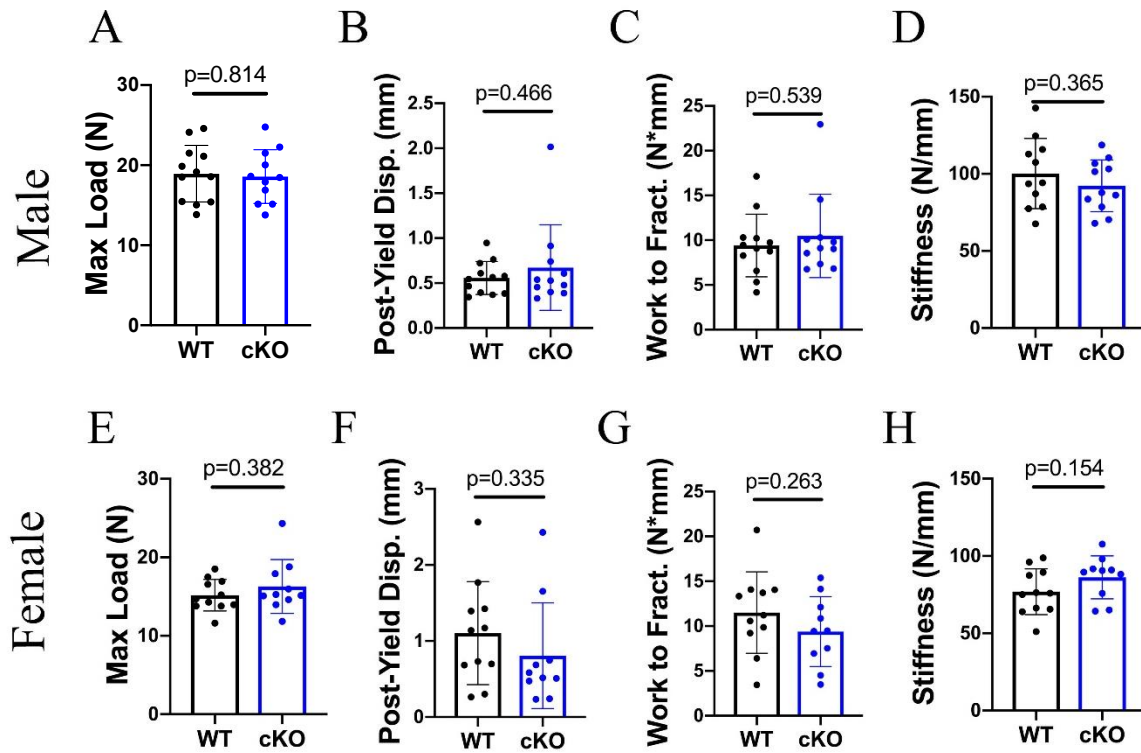 Male
A
p=0.814
Max Load (N)
30
20
10
0
WT cKO
B
p=0.466
Post-Yield Disp. (mm)
2.5
2.0
1.5
1.0
0.5
0.0
WT cKO
C
p=0.539
Work to Fract. (N*mm)
25
20
15
10
5
0
WT cKO
D
p=0.365
Stiffness (N/mm)
150
100
50
0
WT cKO
Female
E
p=0.382
Max Load (N)
30
20
10
0
WT cKO
F
p=0.335
Post-Yield Disp. (mm)
3
2
1
0
WT cKO
G
p=0.263
Work to Fract. (N*mm)
25
20
15
10
5
0
WT cKO
H
p=0.154
Stiffness (N/mm)
150
100
50
0
WT cKO